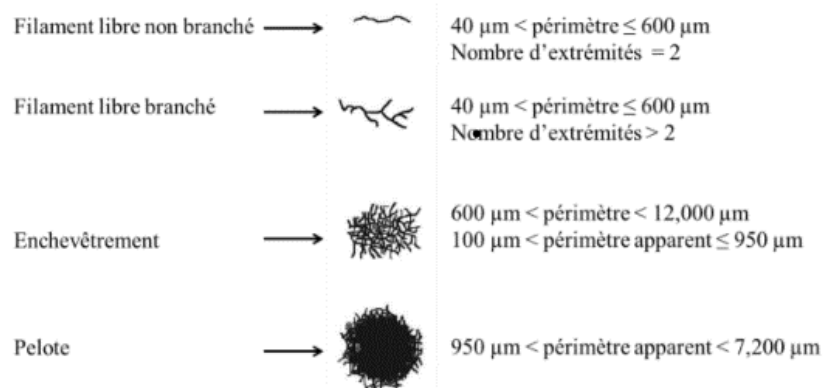 Filament libre non branché 40 µm < périmètre ≤ 600 µm
Nombre d’extrémités = 2
Filament libre branché 40 µm < périmètre ≤ 600 µm
Nombre d’extrémités > 2
600 µm < périmètre < 12,000 µm
Enchevêtrement 100 µm < périmètre apparent ≤ 950 µm
Pelote 950 µm < périmètre apparent < 7,200 µm